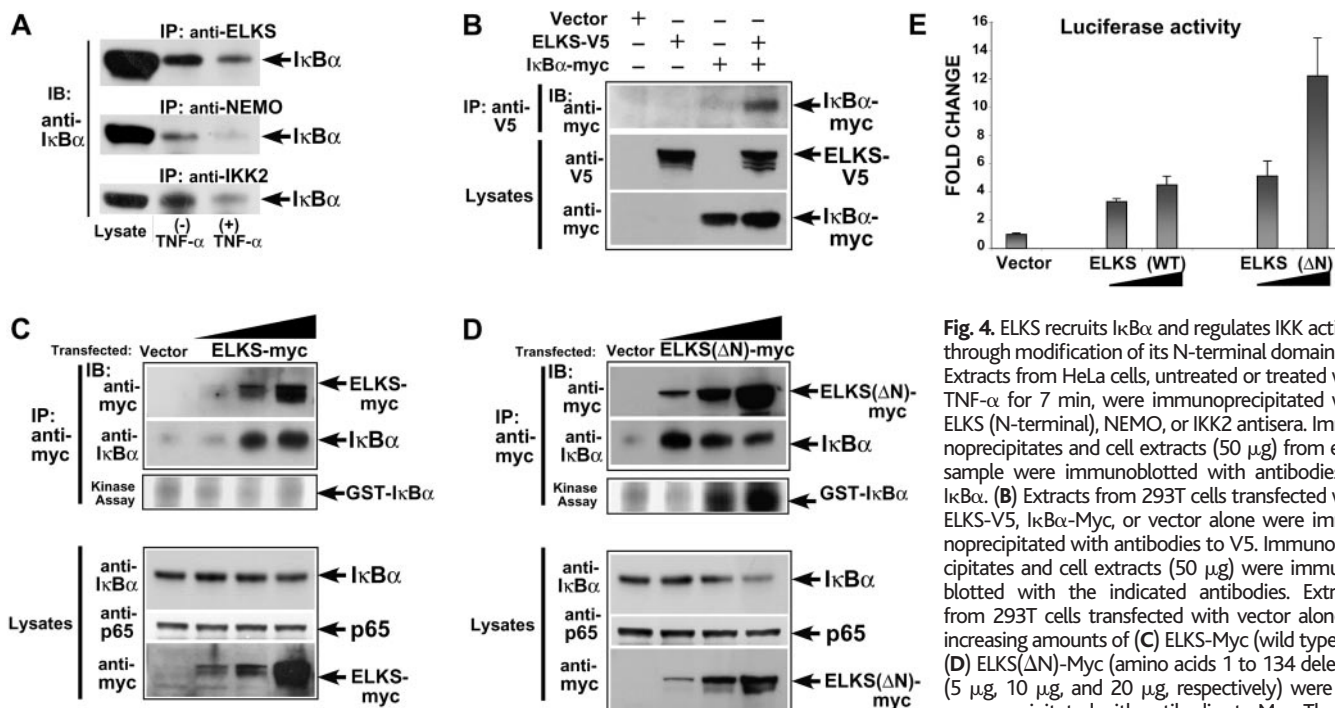 A
IP: anti-ELKS
IκBα
IP: anti-NEMO
IB:
anti-
IκBα
IκBα
IP: anti-IKK2
IκBα
Lysate (-) (+)
TNF-α TNF-α
B
Vector + – – –
ELKS-V5 – + – +
IκBα-myc – – + +
IP: anti-
V5
IB:
anti-
myc
IκBα-
myc
Lysates
anti-
V5
ELKS-
V5
anti-
myc
IκBα-
myc
E
Luciferase activity
FOLD CHANGE
16
14
12
10
8
6
4
2
0
Vector ELKS (WT) ELKS (ΔN)
C
Transfected: Vector ELKS-myc
IB:
IP:
anti-
myc
anti-
myc
ELKS-
myc
anti-
IκBα
IκBα
Kinase
Assay
GST-IκBα
Lysates
anti-
IκBα
IκBα
anti-
p65
p65
anti-
myc
ELKS-
myc
D
Transfected: Vector ELKS(ΔN)-myc
IB:
IP:
anti-
myc
anti-
myc
ELKS(ΔN)-
myc
anti-
IκBα
IκBα
Kinase
Assay
GST-IκBα
Lysates
anti-
IκBα
IκBα
anti-
p65
p65
anti-
myc
ELKS(ΔN)-
myc
Fig. 4. ELKS recruits IκBα and regulates IKK acti
through modification of its N-terminal domain
Extracts from HeLa cells, untreated or treated
TNF-α for 7 min, were immunoprecipitated
ELKS (N-terminal), NEMO, or IKK2 antisera. Im
noprecipitates and cell extracts (50 μg) from e
sample were immunoblotted with antibodies
IκBα. (B) Extracts from 293T cells transfected
ELKS-V5, IκBα-Myc, or vector alone were im
noprecipitated with antibodies to V5. Immuno
cipitates and cell extracts (50 μg) were immu
blotted with the indicated antibodies. Extr
from 293T cells transfected with vector alon
increasing amounts of (C) ELKS-Myc (wild type
(D) ELKS(ΔN)-Myc (amino acids 1 to 134 dele
(5 μg, 10 μg, and 20 μg, respectively) were